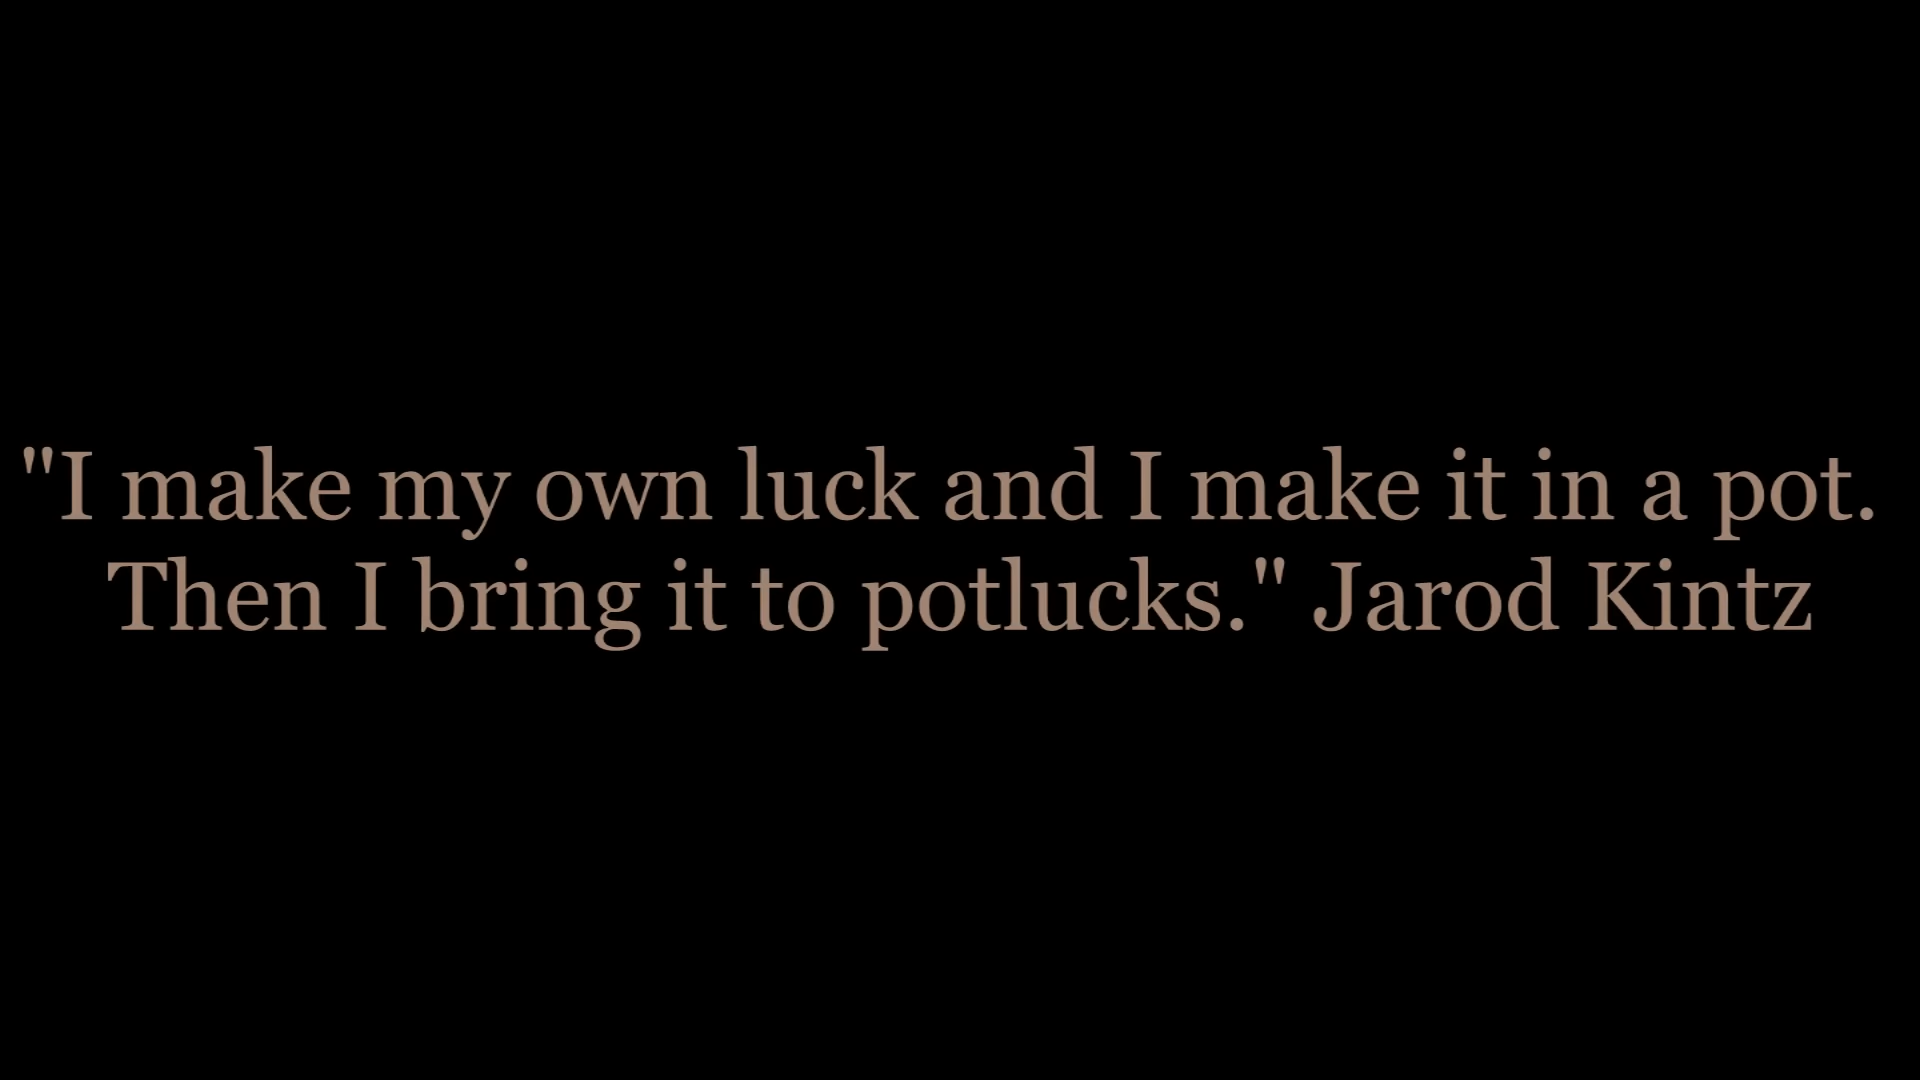 "I make my own luck and I make it in a pot.
Then I bring it to potlucks." Jarod Kintz